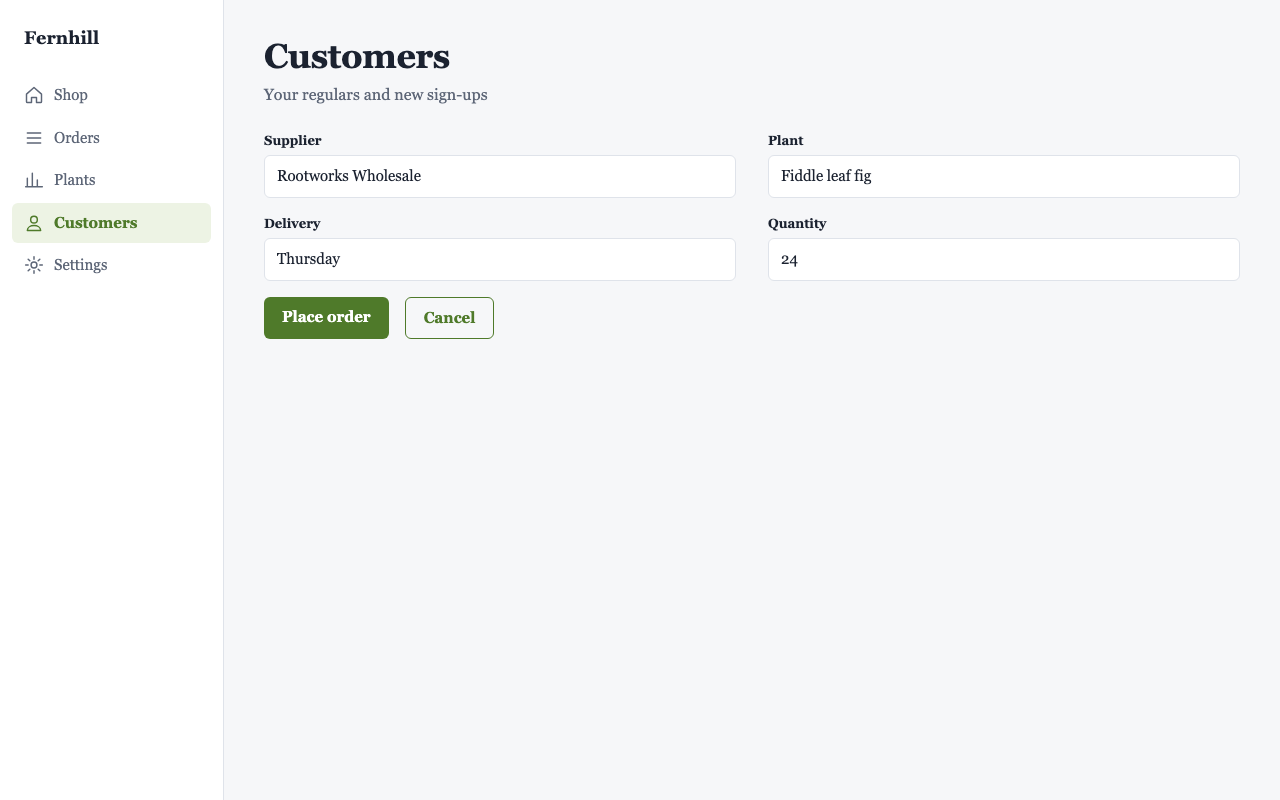 Fernhill
Shop
Orders
Plants
Customers
Settings
Customers
Your regulars and new sign-ups
Supplier
Rootworks Wholesale
Plant
Fiddle leaf fig
Delivery
Thursday
Quantity
24
Place order
Cancel